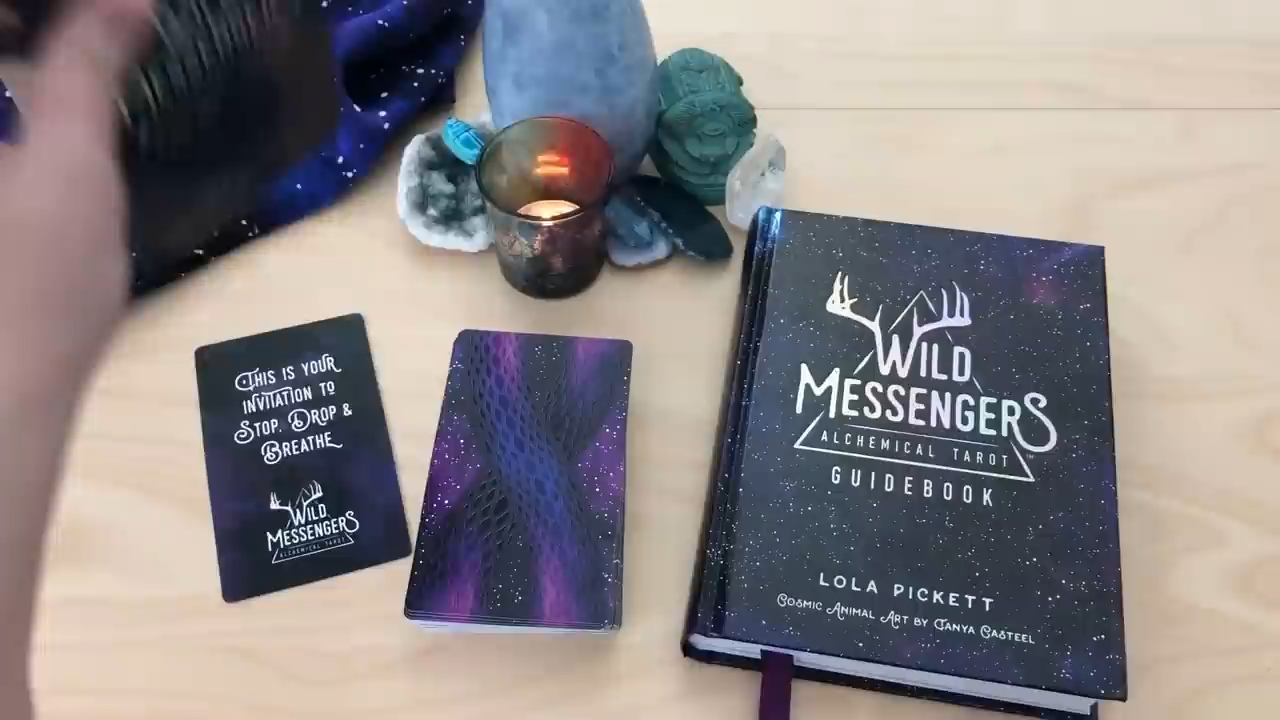 This is your
invitation to
Stop, Drop &
Breathe
Wild
Messengers
Alchemical Tarot
Wild
Messengers
Alchemical Tarot™
Guidebook
Lola Pickett
Cosmic Animal Art by Tanya Casteel